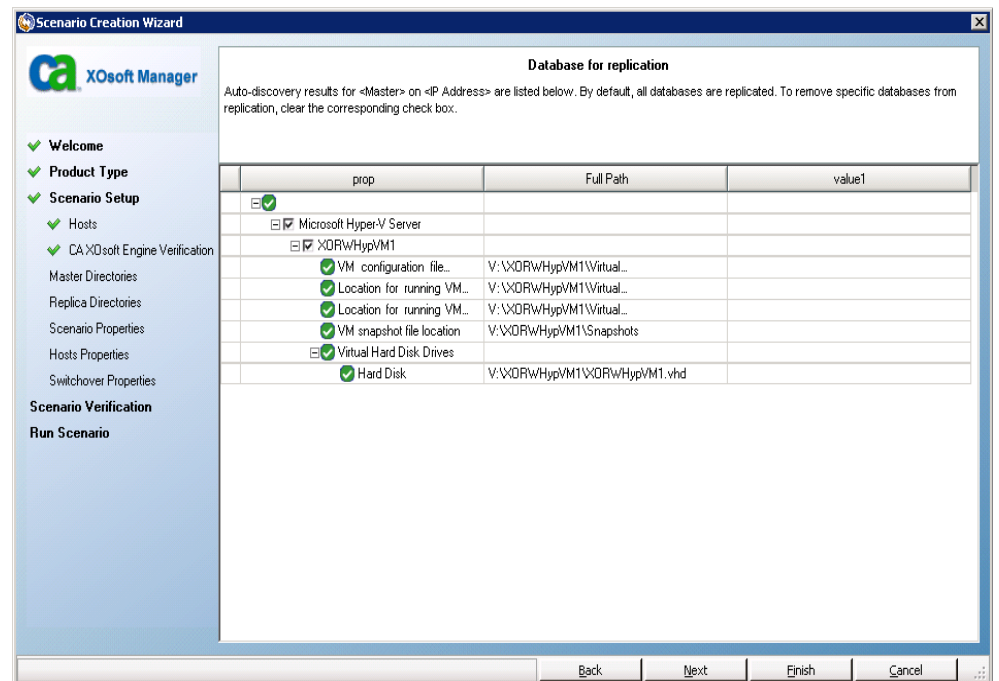 Scenario Creation Wizard
ca XOsoft Manager
Welcome
Product Type
Scenario Setup
Hosts
CA XOsoft Engine Verification
Master Directories
Replica Directories
Scenario Properties
Hosts Properties
Switchover Properties
Scenario Verification
Run Scenario
Database for replication
Auto-discovery results for <Master> on <IP Address> are listed below. By default, all databases are replicated. To remove specific databases from
replication, clear the corresponding check box.
prop Full Path value1
Microsoft Hyper-V Server
XORWHypVM1
VM configuration file... V:\XORWHypVM1\Virtual...
Location for running VM... V:\XORWHypVM1\Virtual...
Location for running VM... V:\XORWHypVM1\Virtual...
VM snapshot file location V:\XORWHypVM1\Snapshots
Virtual Hard Disk Drives
Hard Disk V:\XORWHypVM1\XORWHypVM1.vhd
Back Next Finish Cancel